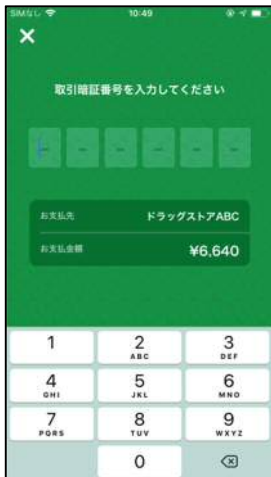 SIMなし 10:49
×
取引暗証番号を入力してください
お支払先 ドラッグストアABC
お支払金額 ¥6,640
1 2 3
ABC DEF
4 5 6
GHI JKL MNO
7 8 9
PQRS TUV WXYZ
0